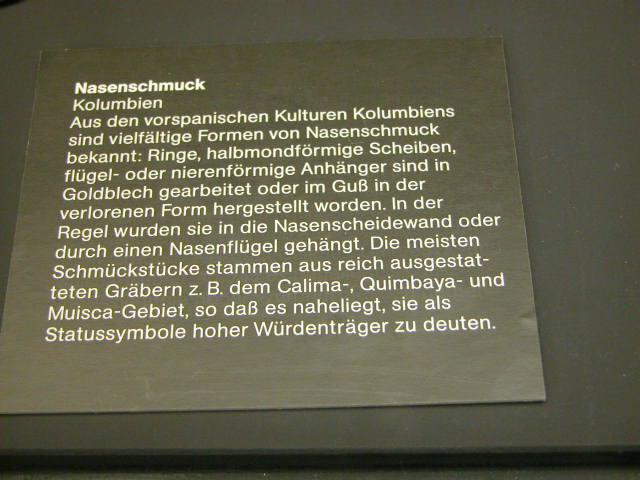 Nasenschmuck
Kolumbien
Aus den vorspanischen Kulturen Kolumbiens
sind vielfältige Formen von Nasenschmuck
bekannt: Ringe, halbmondförmige Scheiben,
flügel- oder nierenförmige Anhänger sind in
Goldblech gearbeitet oder im Guß in der
verlorenen Form hergestellt worden. In der
Regel wurden sie in die Nasenscheidewand oder
durch einen Nasenflügel gehängt. Die meisten
Schmückstücke stammen aus reich ausgestat-
teten Gräbern z. B. dem Calima-, Quimbaya- und
Muisca-Gebiet, so daß es naheliegt, sie als
Statussymbole hoher Würdenträger zu deuten.